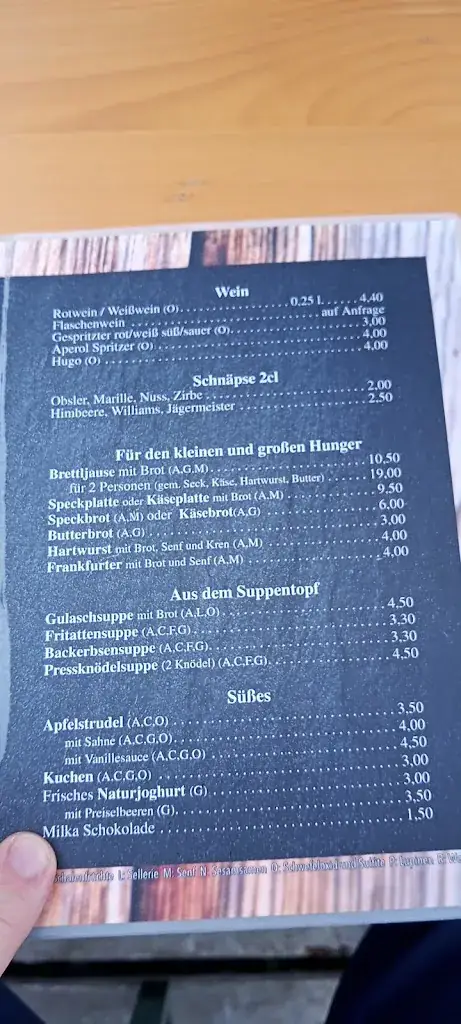 Wein
Rotwein / Weißwein (O) 0.25 l. 4,40
Flaschenwein auf Anfrage
Gespritzter rot/weiß süß/sauer (O) 3,00
Aperol Spritzer (O) 4,00
Hugo (O) 4,00
Schnäpse 2cl
Obsler, Marille, Nuss, Zirbe 2.00
Himbeere, Williams, Jägermeister 2.50
Für den kleinen und großen Hunger
Brettljause mit Brot (A,G,M) 10,50
für 2 Personen (gem. Seck, Käse, Hartwurst, Butter) 19,00
Speckplatte oder Käseplatte mit Brot (A,M) 9,50
Speckbrot (A,M) oder Käsebrot(A,G) 6,00
Butterbrot (A,G) 3,00
Hartwurst mit Brot, Senf und Kren (A,M) 4,00
Frankfurter mit Brot und Senf (A,M) 4,00
Aus dem Suppentopf
Gulaschsuppe mit Brot (A,L,O) 4,50
Fritattensuppe (A,C,F,G) 3.30
Backerbsensuppe (A,C,F,G) 3.30
Pressknödelsuppe (2 Knödel) (A,C,F,G) 4,50
Süßes
Apfelstrudel (A,C,O) 3,50
mit Sahne (A,C,G,O) 4,00
mit Vanillesauce (A,C,G,O) 4,50
Kuchen (A,C,G,O) 3,00
Frisches Naturjoghurt (G) 3,00
mit Preiselbeeren (G) 3,50
Milka Schokolade 1,50
L: Sellerie M: Senf N: Sesamsamen O: Schwefeldioxid und Sulfite P: Lupinen R: